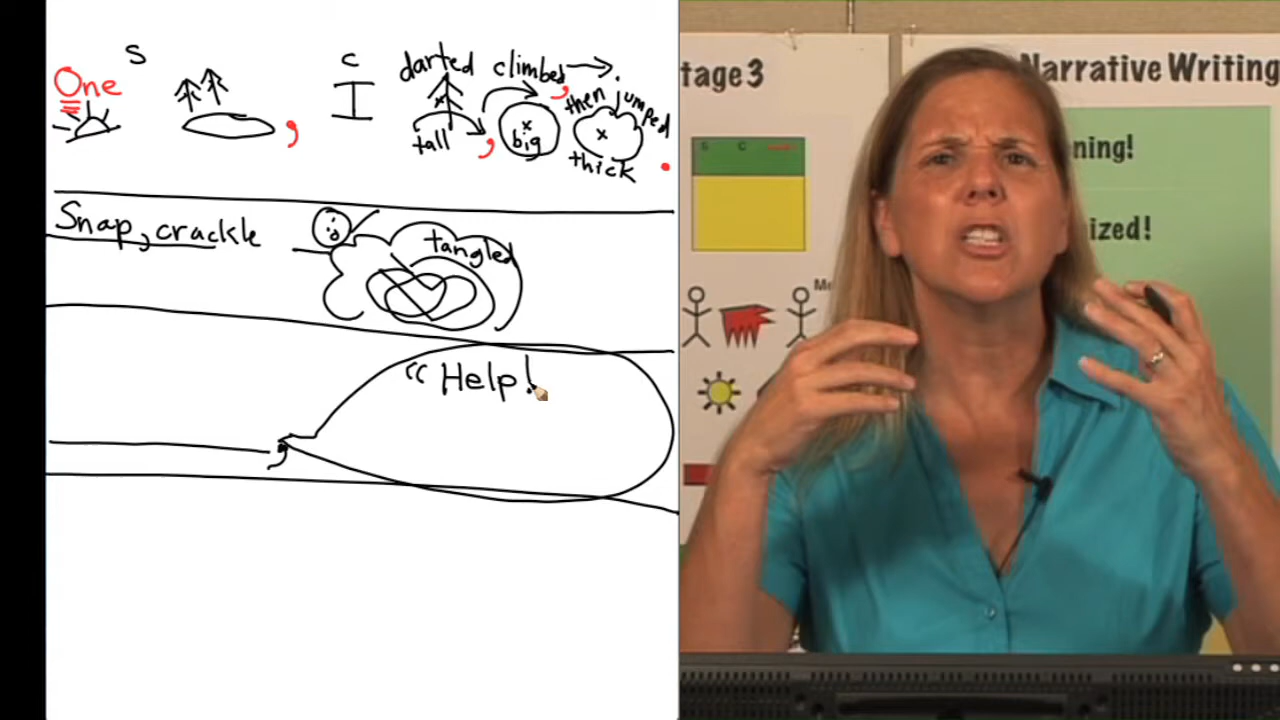 S C
One darted climbed,
then jumped
tall, big
thick.
Snap, crackle tangled
“Help!
,
tage 3
S C
Narrative Writing
ning!
ized!
M